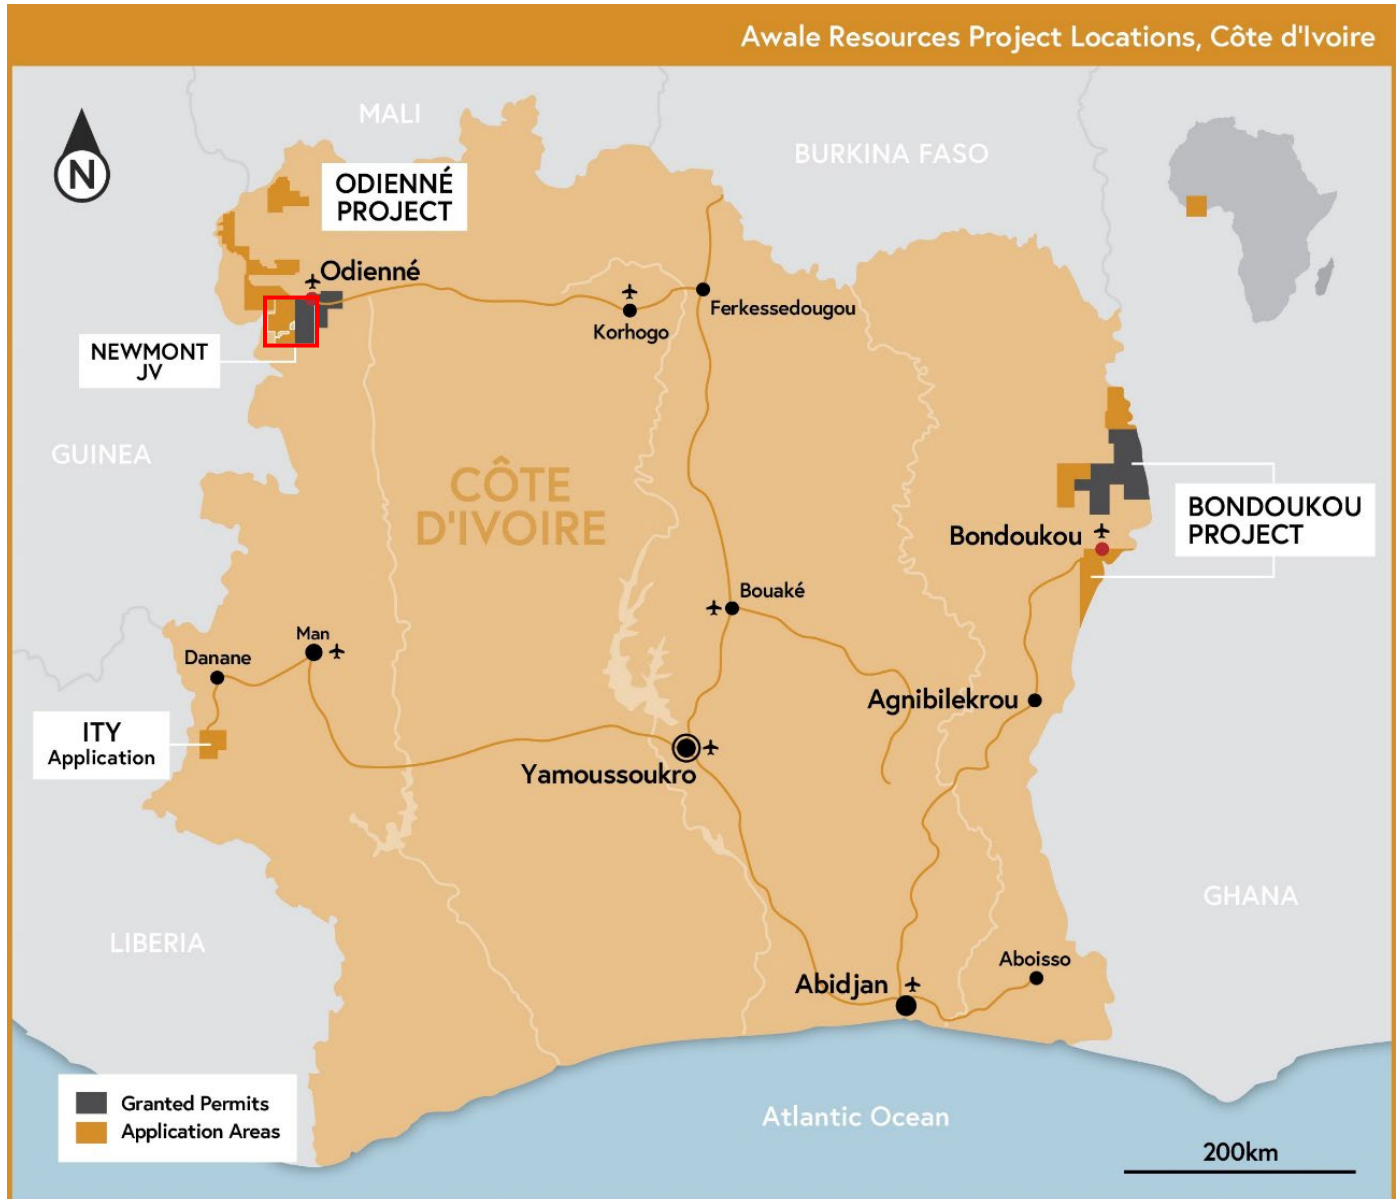 Awale Resources Project Locations, Côte d'Ivoire
MALI
BURKINA FASO
N
ODIENNÉ
PROJECT
Odienné
Korhogo
Ferkessedougou
NEWMONT
JV
GUINEA
CÔTE
D'IVOIRE
BONDOUKOU
PROJECT
Bondoukou
Bouaké
Man
Danane
Agnibilekrou
ITY
Application
Yamoussoukro
GHANA
LIBERIA
Aboisso
Abidjan
Granted Permits
Application Areas
Atlantic Ocean
200km